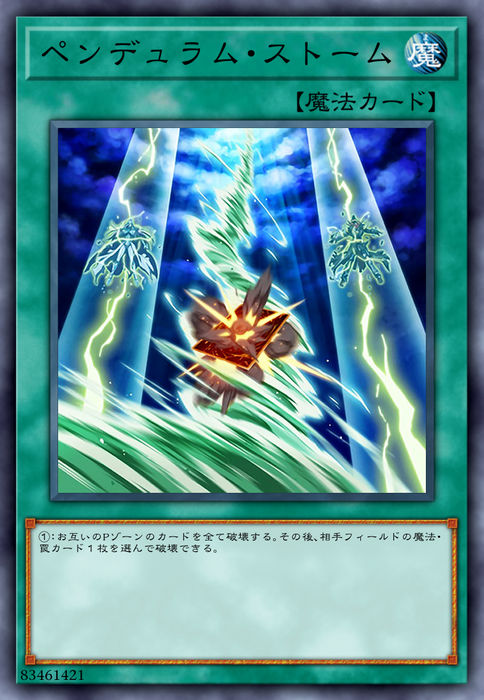 ペンデュラム・ストーム
魔
【魔法カード】
①:お互いのPゾーンのカードを全て破壊する。その後、相手フィールドの魔法・
罠カード１枚を選んで破壊できる。
83461421